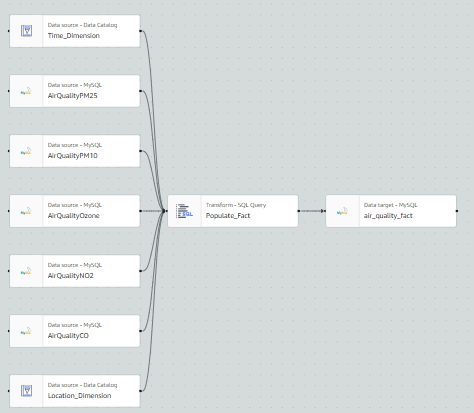 Data source - Data Catalog
Time_Dimension
Data source - MySQL
AirQualityPM25
Data source - MySQL
AirQualityPM10
Data source - MySQL
AirQualityOzone
Transform - SQL Query
Populate_Fact
Data target - MySQL
air_quality_fact
Data source - MySQL
AirQualityNO2
Data source - MySQL
AirQualityCO
Data source - Data Catalog
Location_Dimension